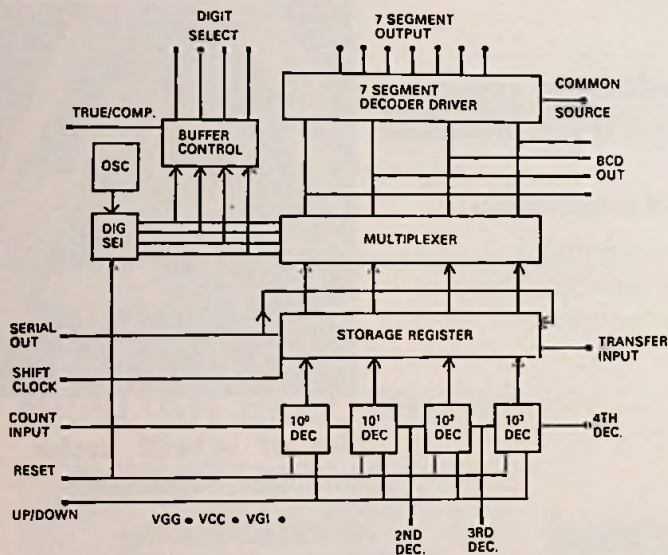 DIGIT
SELECT
7 SEGMENT
OUTPUT
7 SEGMENT
DECODER DRIVER
COMMON
SOURCE
TRUE/COMP.
BUFFER
CONTROL
OSC
BCD
OUT
DIG
SEI
MULTIPLEXER
SERIAL
OUT
STORAGE REGISTER
TRANSFER
INPUT
SHIFT
CLOCK
COUNT
INPUT
10⁰
DEC
10¹
DEC
10²
DEC
10³
DEC
4TH
DEC.
RESET
UP/DOWN
VGG • VCC • VGI •
2ND
DEC.
3RD
DEC.